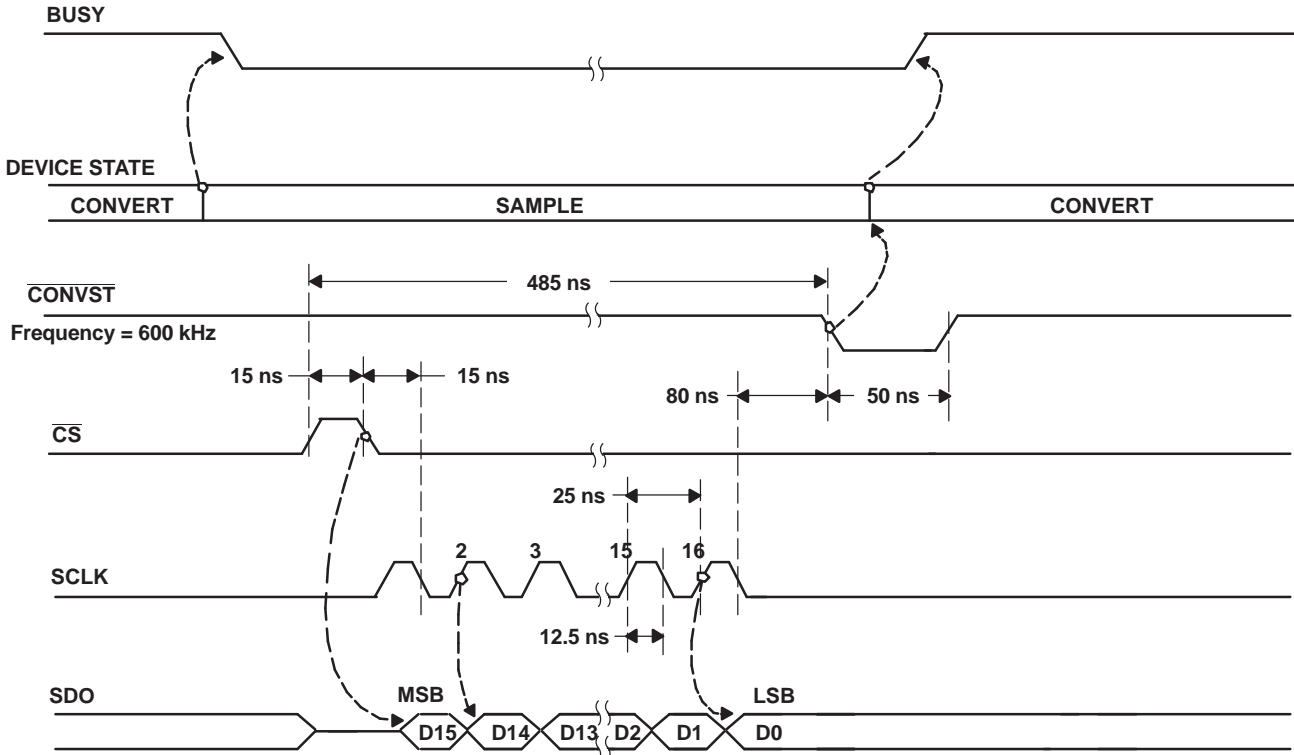 BUSY
DEVICE STATE
CONVERT
SAMPLE
CONVERT
485 ns
CONVST
Frequency = 600 kHz
15 ns
15 ns
80 ns
50 ns
CS
25 ns
2
3
15
16
SCLK
12.5 ns
SDO
MSB
LSB
D15
D14
D13
D2
D1
D0